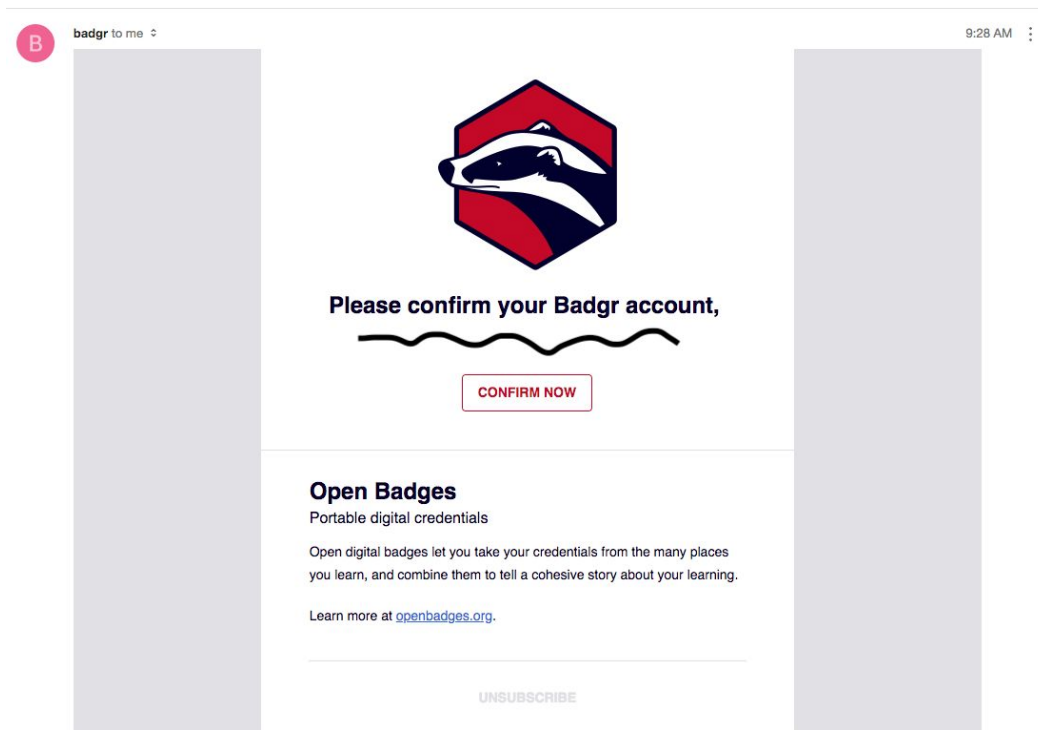 B
badgr to me
9:28 AM
Please confirm your Badgr account,
CONFIRM NOW
Open Badges
Portable digital credentials
Open digital badges let you take your credentials from the many places
you learn, and combine them to tell a cohesive story about your learning.
Learn more at openbadges.org.
UNSUBSCRIBE